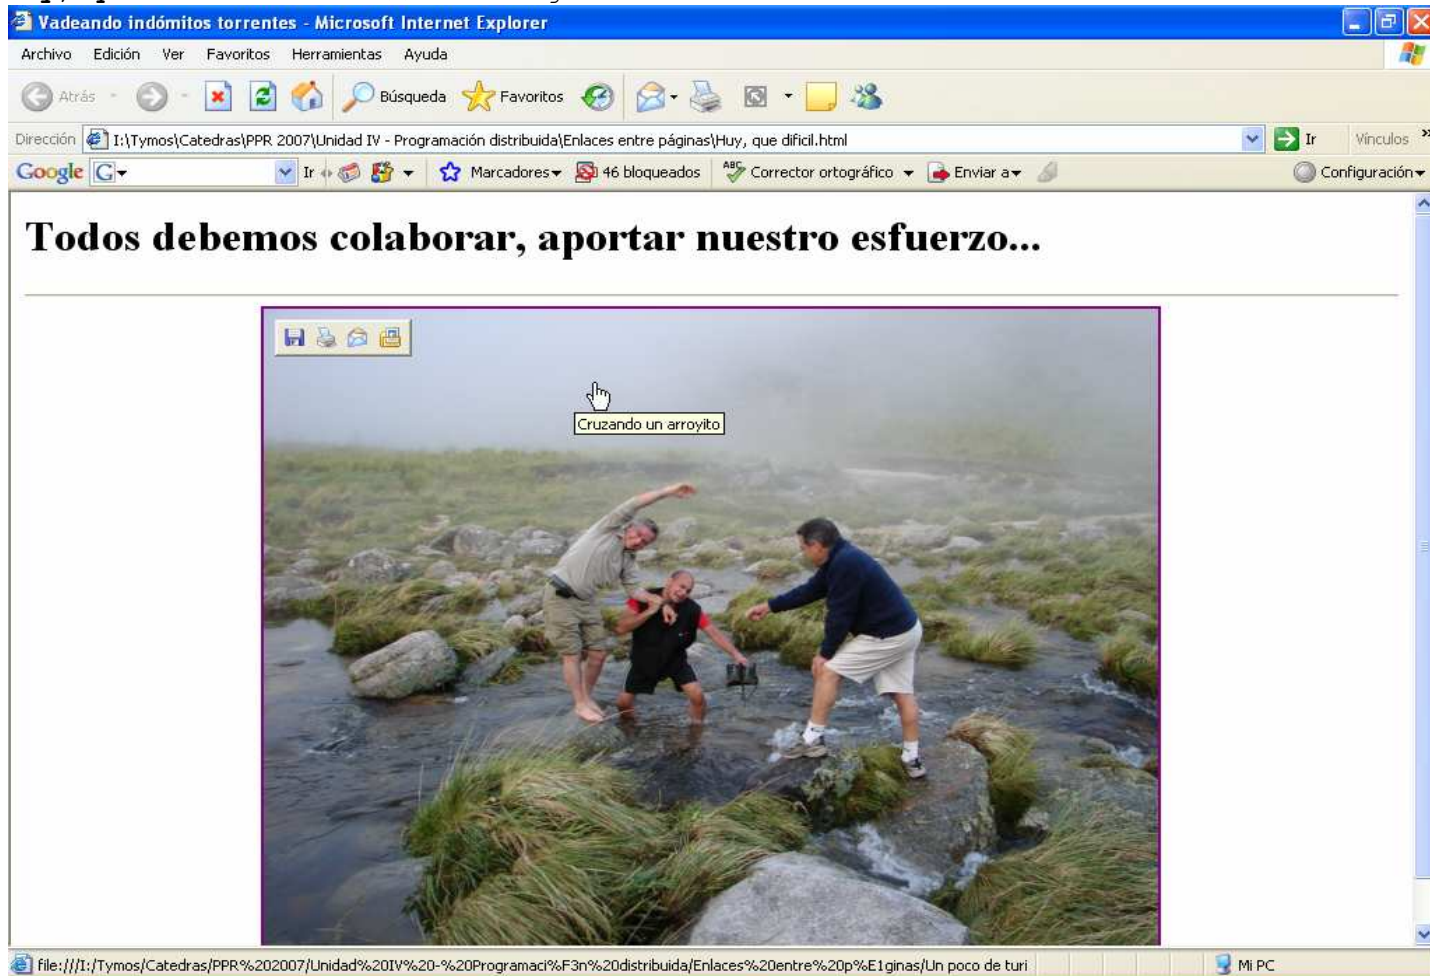 Vadeando indómitos torrentes - Microsoft Internet Explorer
Archivo Edición Ver Favoritos Herramientas Ayuda
Atrás Búsqueda Favoritos
Dirección I:\Tymos\Catedras\PPR 2007\Unidad IV - Programación distribuida\Enlaces entre páginas\Huy, que dificil.html Ir Vínculos »
Google G Ir Marcadores 46 bloqueados ABC Corrector ortográfico Enviar a Configuración
Todos debemos colaborar, aportar nuestro esfuerzo...
Cruzando un arroyito
file:///I:/Tymos/Catedras/PPR%202007/Unidad%20IV%20-%20Programaci%F3n%20distribuida/Enlaces%20entre%20p%E1ginas/Un poco de turi Mi PC